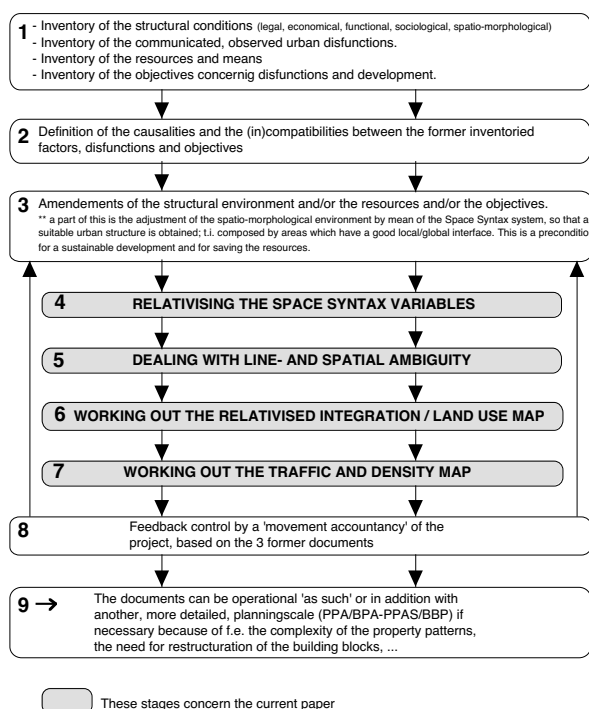 1 - Inventory of the structural conditions (legal, economical, functional, sociological, spatio-morphological)
- Inventory of the communicated, observed urban disfunctions.
- Inventory of the resources and means
- Inventory of the objectives concernig disfunctions and development.
2 Definition of the causalities and the (in)compatibilities between the former inventoried
factors, disfunctions and objectives
3 Amendements of the structural environment and/or the resources and/or the objectives.
** a part of this is the adjustment of the spatio-morphological environment by mean of the Space Syntax system, so that a
suitable urban structure is obtained; t.i. composed by areas which have a good local/global interface. This is a preconditio
for a sustainable development and for saving the resources.
4 RELATIVISING THE SPACE SYNTAX VARIABLES
5 DEALING WITH LINE- AND SPATIAL AMBIGUITY
6 WORKING OUT THE RELATIVISED INTEGRATION / LAND USE MAP
7 WORKING OUT THE TRAFFIC AND DENSITY MAP
8 Feedback control by a 'movement accountancy' of the
project, based on the 3 former documents
9 → The documents can be operational 'as such' or in addition with
another, more detailed, planningscale (PPA/BPA-PPAS/BBP) if
necessary because of f.e. the complexity of the property patterns,
the need for restructuration of the building blocks, ...
These stages concern the current paper